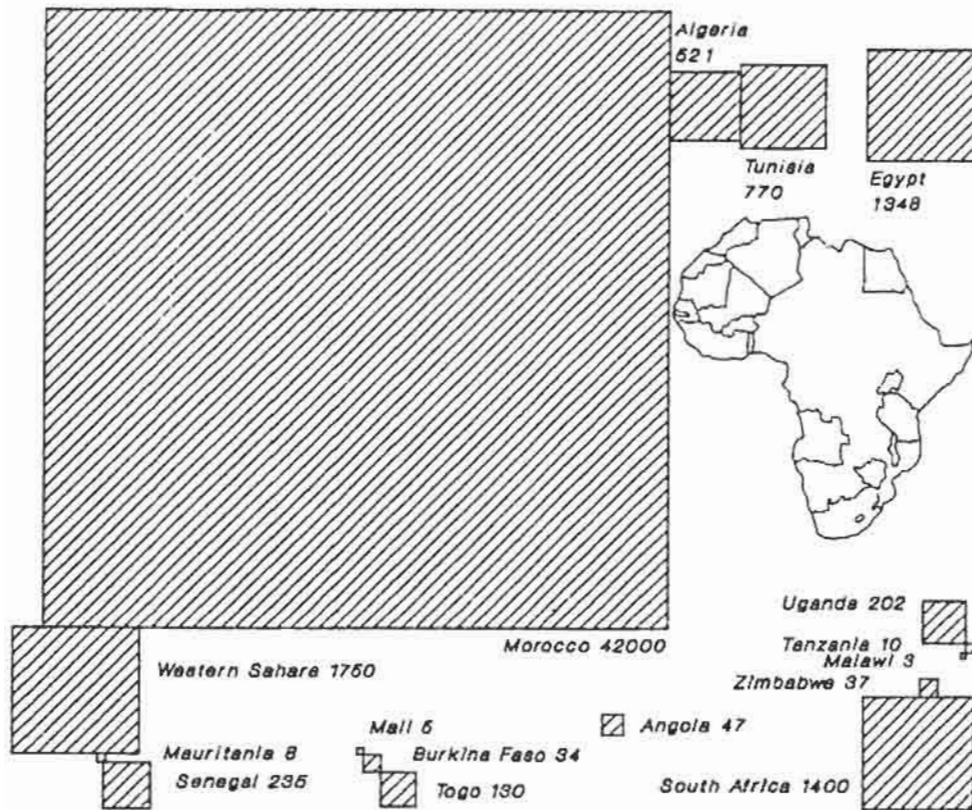 Algeria
521
Tunisia
770
Egypt
1348
Morocco 42000
Uganda 202
Tanzania 10
Malawi 3
Zimbabwe 37
Western Sahara 1750
Mauritania 8
Senegal 235
Mali 5
Burkina Faso 34
Togo 130
Angola 47
South Africa 1400